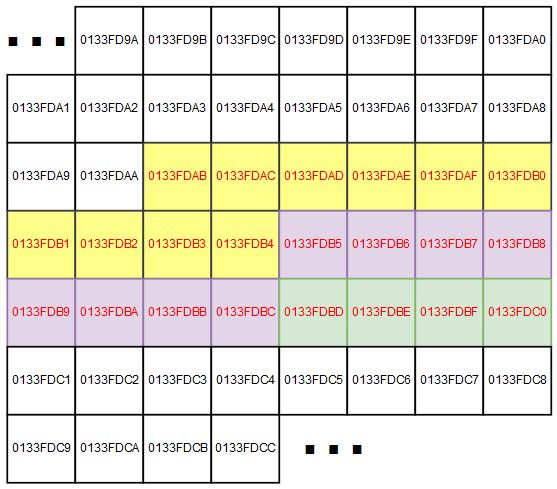 0133FD9A 0133FD9B 0133FD9C 0133FD9D 0133FD9E 0133FD9F 0133FDA0
0133FDA1 0133FDA2 0133FDA3 0133FDA4 0133FDA5 0133FDA6 0133FDA7 0133FDA8
0133FDA9 0133FDAA 0133FDAB 0133FDAC 0133FDAD 0133FDAE 0133FDAF 0133FDB0
0133FDB1 0133FDB2 0133FDB3 0133FDB4 0133FDB5 0133FDB6 0133FDB7 0133FDB8
0133FDB9 0133FDBA 0133FDBB 0133FDBC 0133FDBD 0133FDBE 0133FDBF 0133FDC0
0133FDC1 0133FDC2 0133FDC3 0133FDC4 0133FDC5 0133FDC6 0133FDC7 0133FDC8
0133FDC9 0133FDCA 0133FDCB 0133FDCC